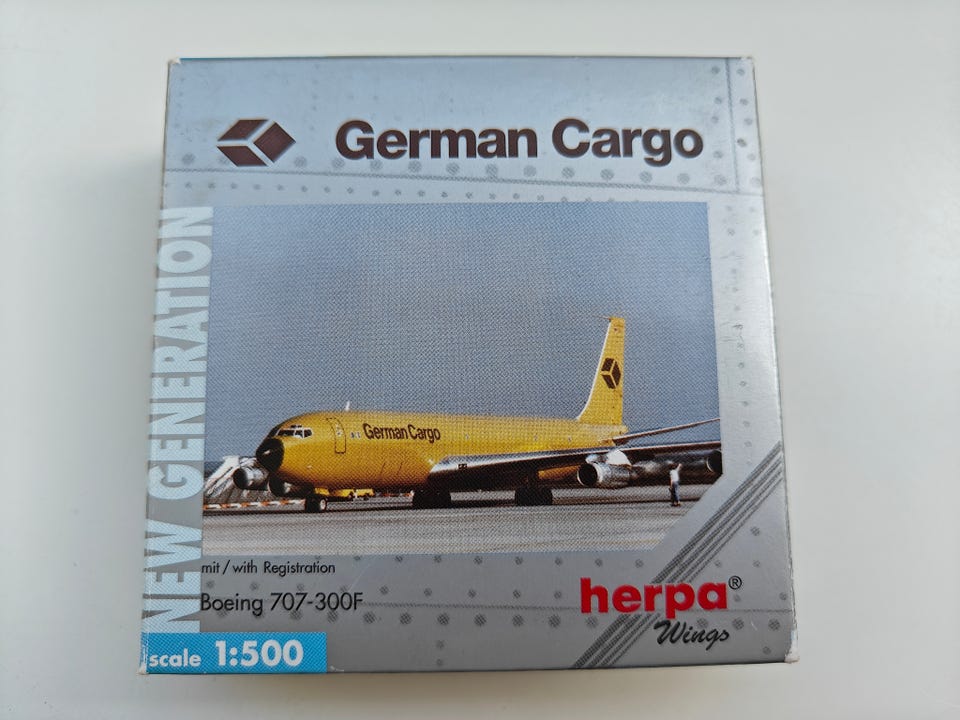 German Cargo
NEW GENERATION
German Cargo
mit / with Registration
Boeing 707-300F
herpa®
Wings
scale 1:500